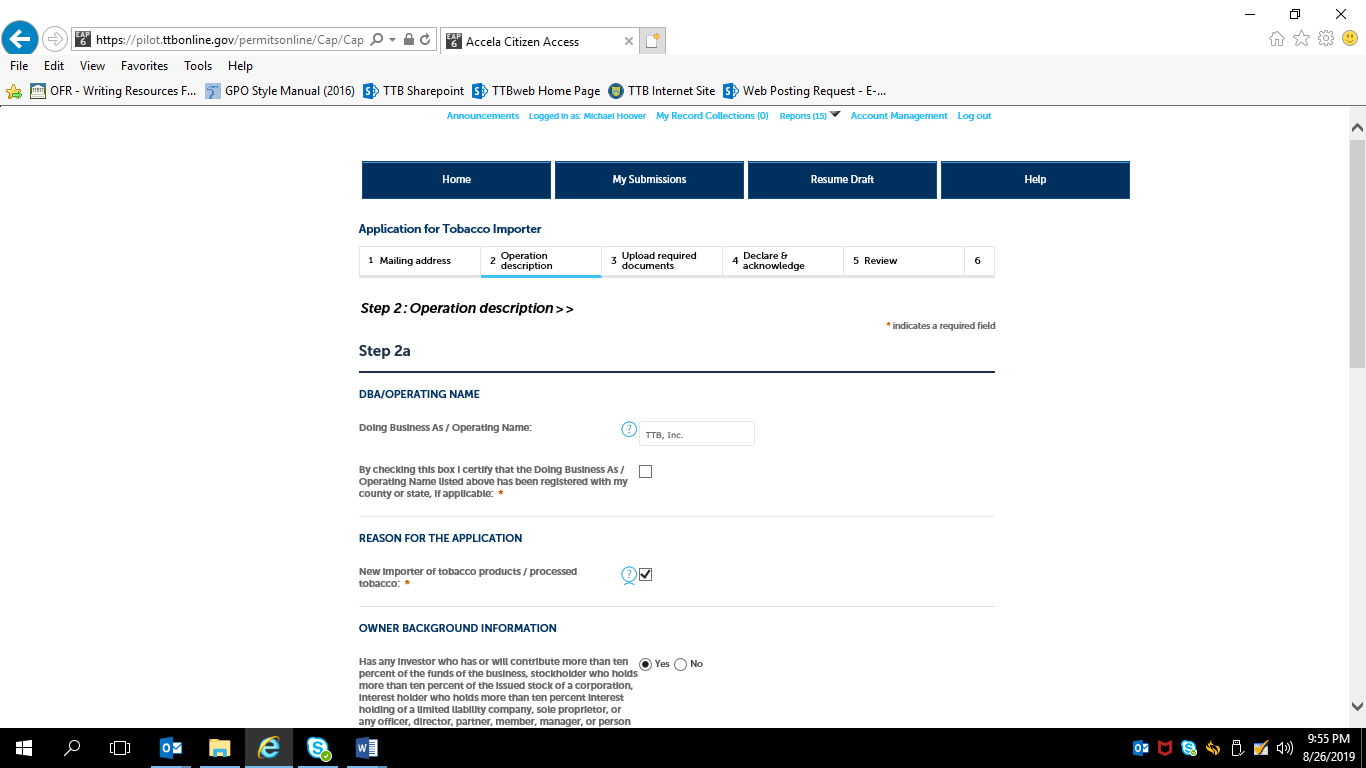 https://pilot.ttbonline.gov/permitsonline/Cap/Cap
EAP 6 Accela Citizen Access
File Edit View Favorites Tools Help
OFR - Writing Resources F... GPO Style Manual (2016) TTB Sharepoint TTBweb Home Page TTB Internet Site Web Posting Request - E-...
Announcements Logged in as: Michael Hoover My Record Collections (0) Reports (15) Account Management Log out
Home My Submissions Resume Draft Help
Application for Tobacco Importer
1 Mailing address 2 Operation description 3 Upload required documents 4 Declare & acknowledge 5 Review 6
Step 2 : Operation description > >
* indicates a required field
Step 2a
DBA/OPERATING NAME
Doing Business As / Operating Name: ? TTB, Inc.
By checking this box I certify that the Doing Business As /
Operating Name listed above has been registered with my
county or state, if applicable: *
REASON FOR THE APPLICATION
New importer of tobacco products / processed ?
tobacco: *
OWNER BACKGROUND INFORMATION
Has any investor who has or will contribute more than ten Yes No
percent of the funds of the business, stockholder who holds
more than ten percent of the issued stock of a corporation,
interest holder who holds more than ten percent interest
holding of a limited liability company, sole proprietor, or
any officer, director, partner, member, manager, or person
9:55 PM
8/26/2019